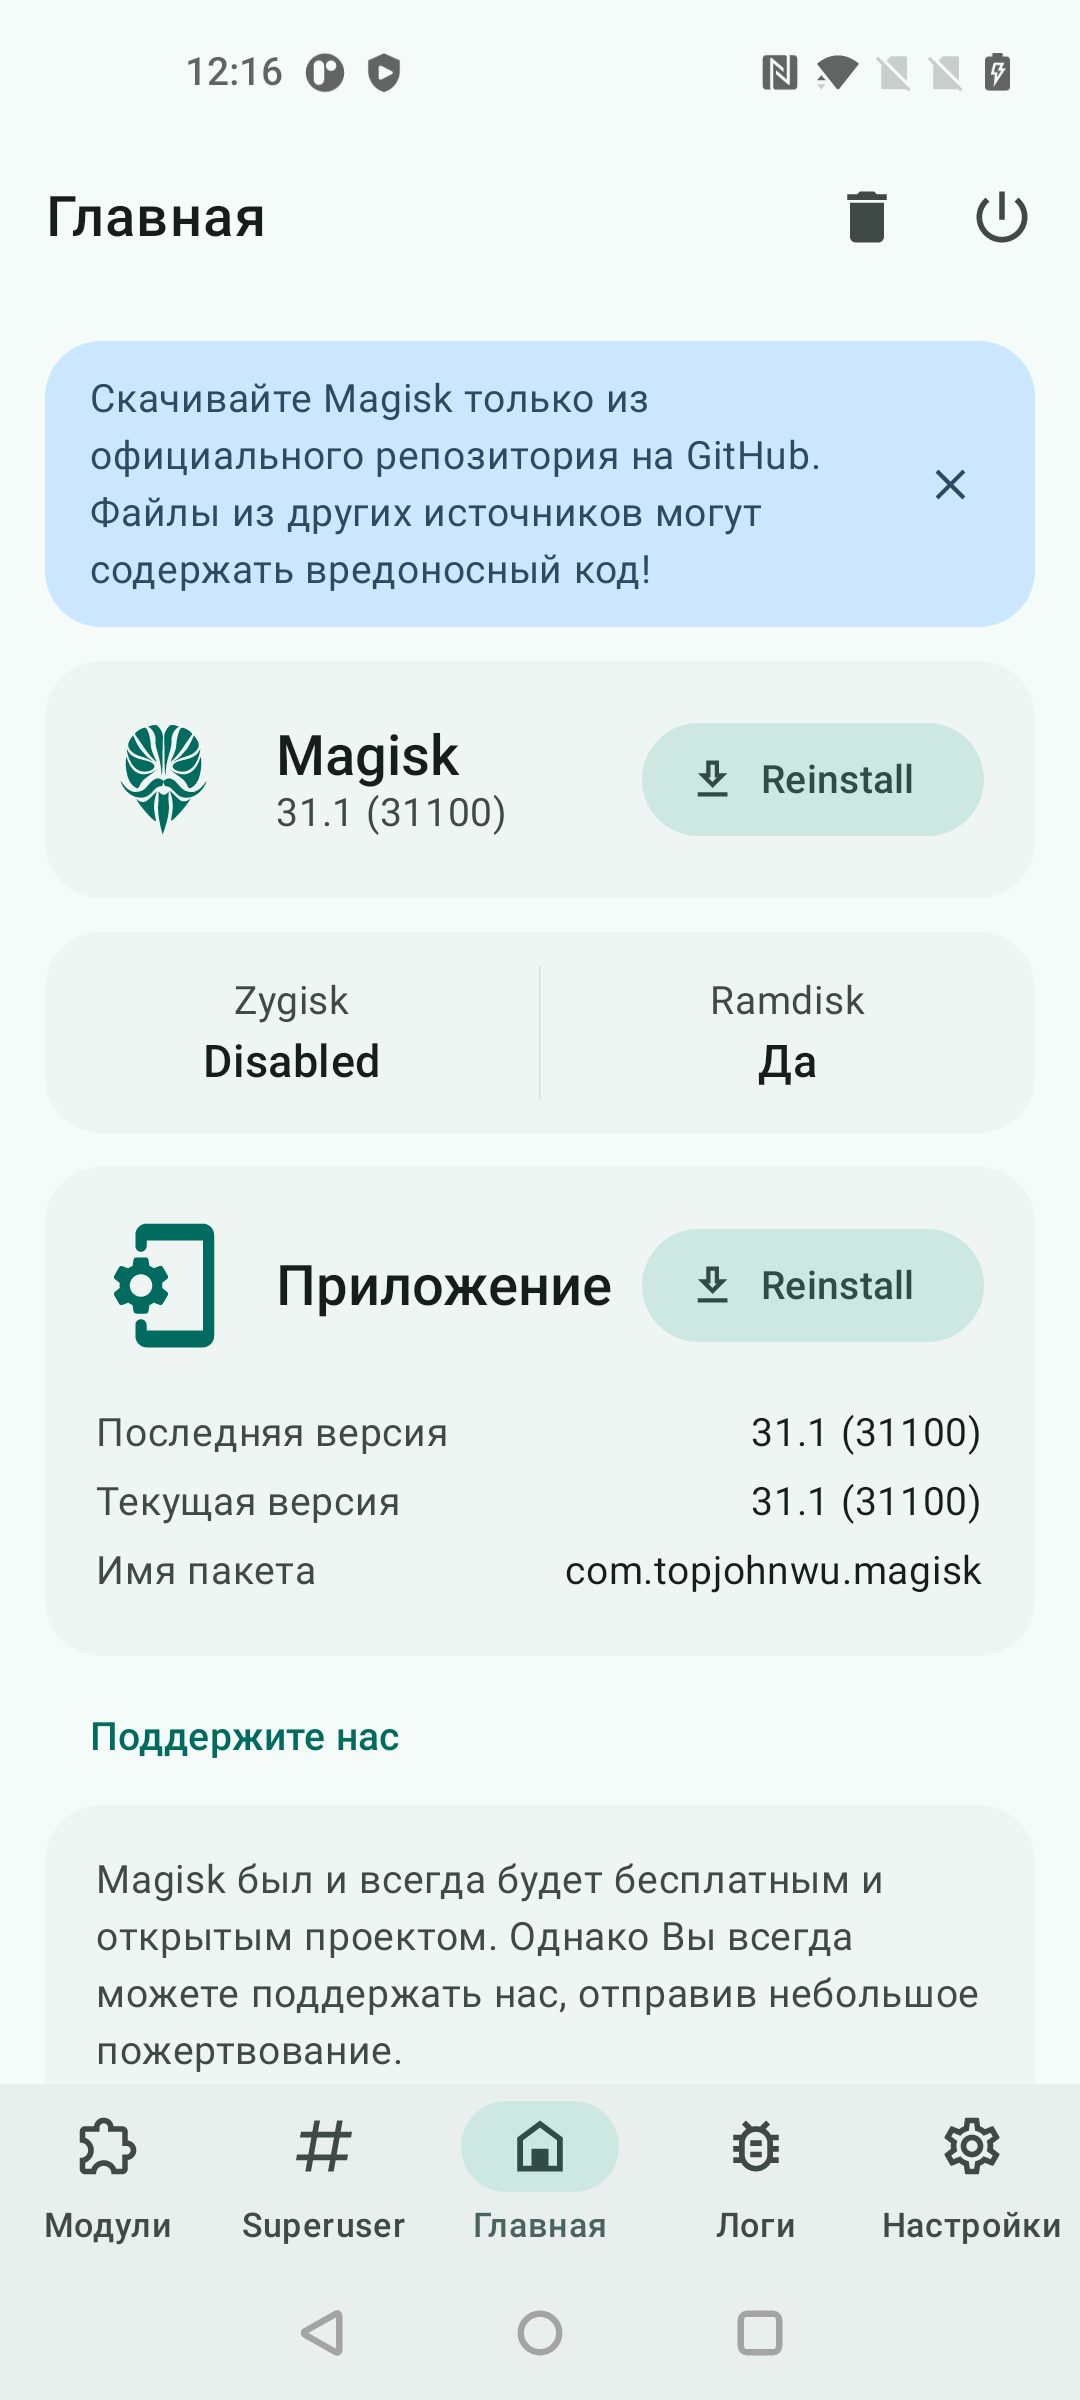 12:16
Главная
Скачивайте Magisk только из
официального репозитория на GitHub.
Файлы из других источников могут
содержать вредоносный код!
Magisk
31.1 (31100)
Reinstall
Zygisk
Disabled
Ramdisk
Да
Приложение
Reinstall
Последняя версия 31.1 (31100)
Текущая версия 31.1 (31100)
Имя пакета com.topjohnwu.magisk
Поддержите нас
Magisk был и всегда будет бесплатным и
открытым проектом. Однако Вы всегда
можете поддержать нас, отправив небольшое
пожертвование.
Модули Superuser Главная Логи Настройки